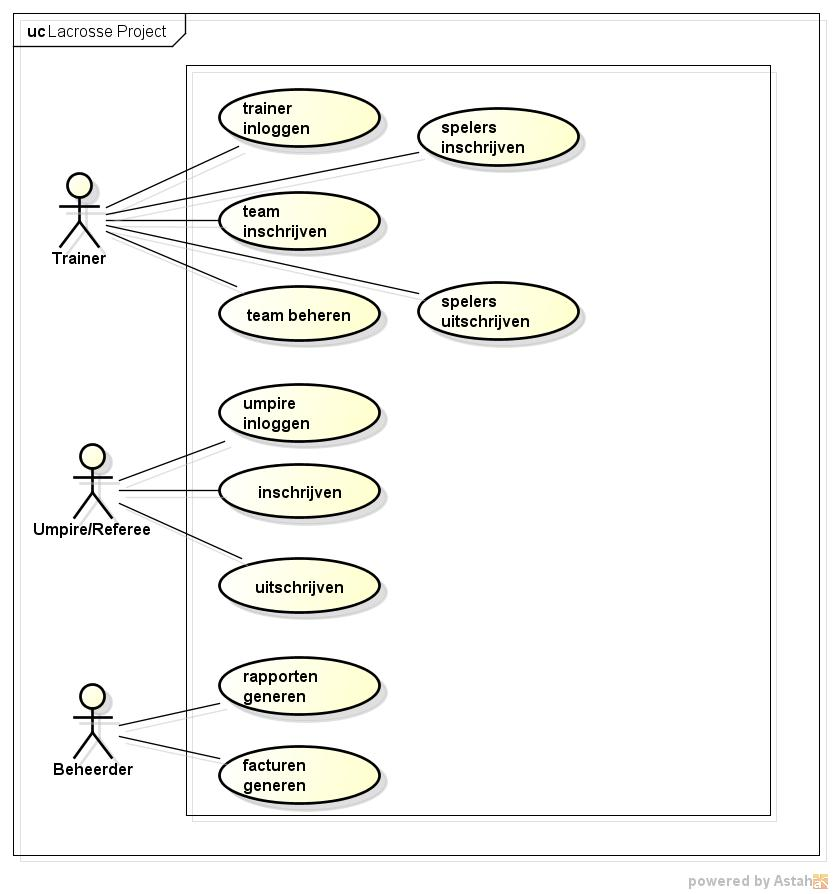 uc Lacrosse Project
trainer
inloggen
spelers
inschrijven
team
inschrijven
Trainer
team beheren
spelers
uitschrijven
umpire
inloggen
inschrijven
Umpire/Referee
uitschrijven
rapporten
generen
Beheerder
facturen
generen
powered by Astah